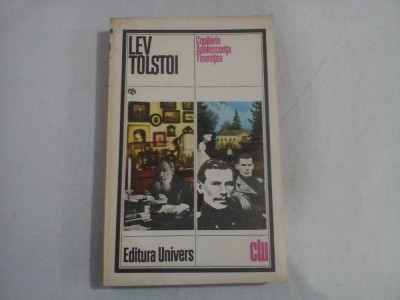 LEV
TOLSTOI
Copilăria
Adolescența
Tinerețea
Editura Univers
clu